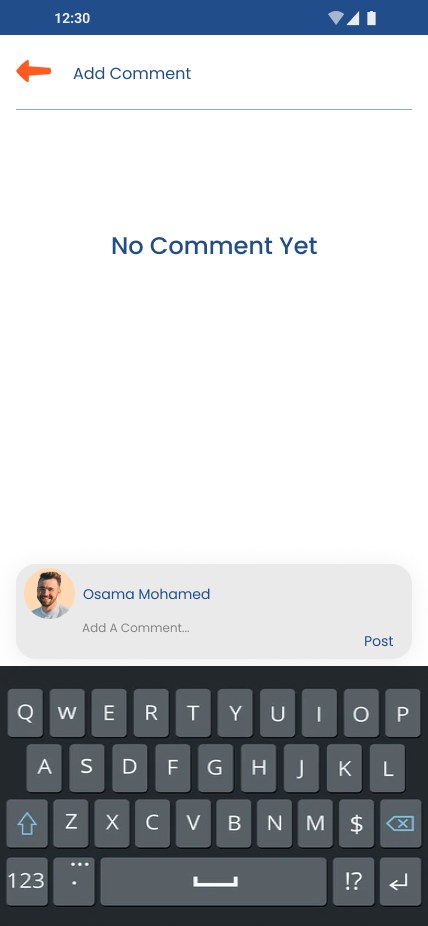 12:30
Add Comment
No Comment Yet
Osama Mohamed
Add A Comment...
Post
Q W E R T Y U I O P
A S D F G H J K L
Z X C V B N M $
123 . !?